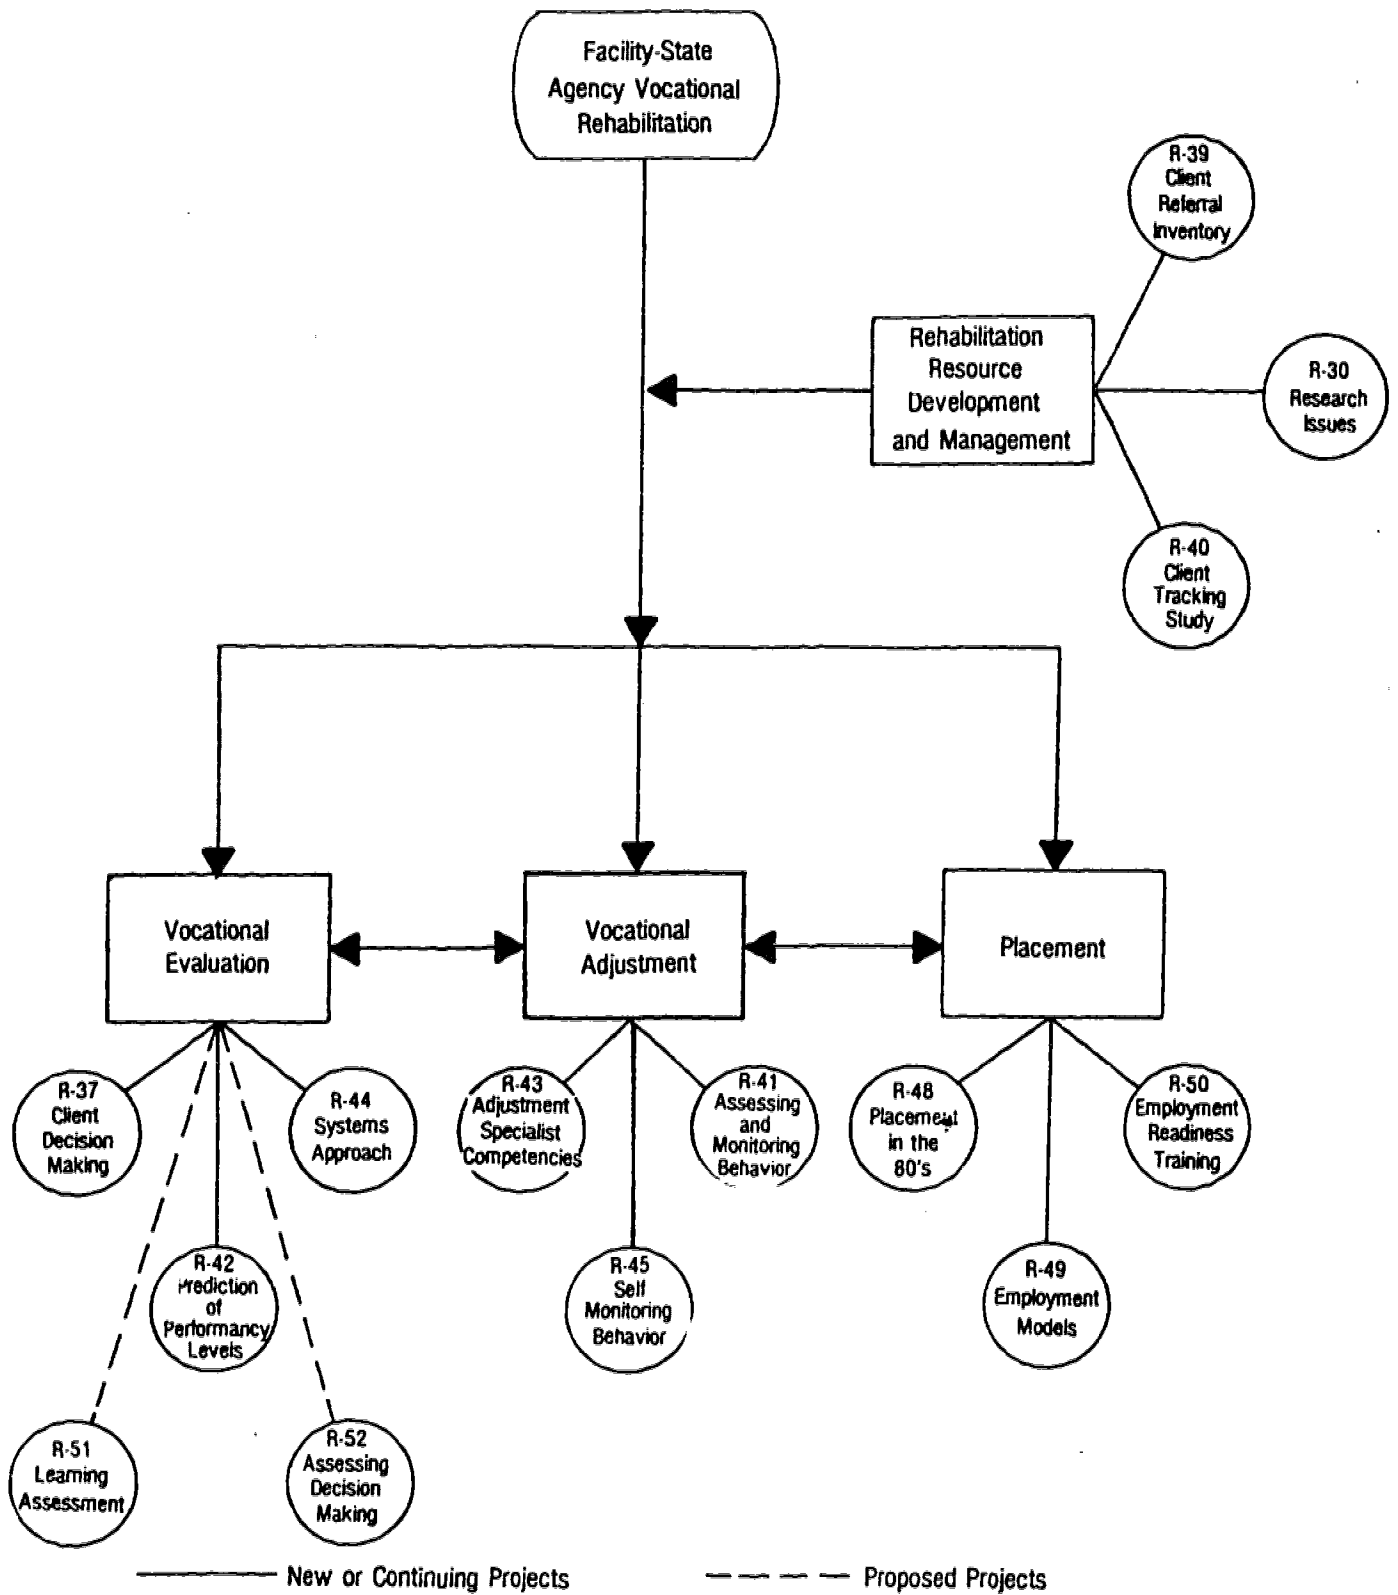 Facility-State
Agency Vocational
Rehabilitation
R-39
Client
Referral
Inventory
Rehabilitation
Resource
Development
and Management
R-30
Research
Issues
R-40
Client
Tracking
Study
Vocational
Evaluation
Vocational
Adjustment
Placement
R-37
Client
Decision
Making
R-44
Systems
Approach
R-43
Adjustment
Specialist
Competencies
R-41
Assessing
and
Monitoring
Behavior
R-48
Placement
in the
80's
R-50
Employment
Readiness
Training
R-42
Prediction
of
Performancy
Levels
R-45
Self
Monitoring
Behavior
R-49
Employment
Models
R-51
Learning
Assessment
R-52
Assessing
Decision
Making
New or Continuing Projects
Proposed Projects